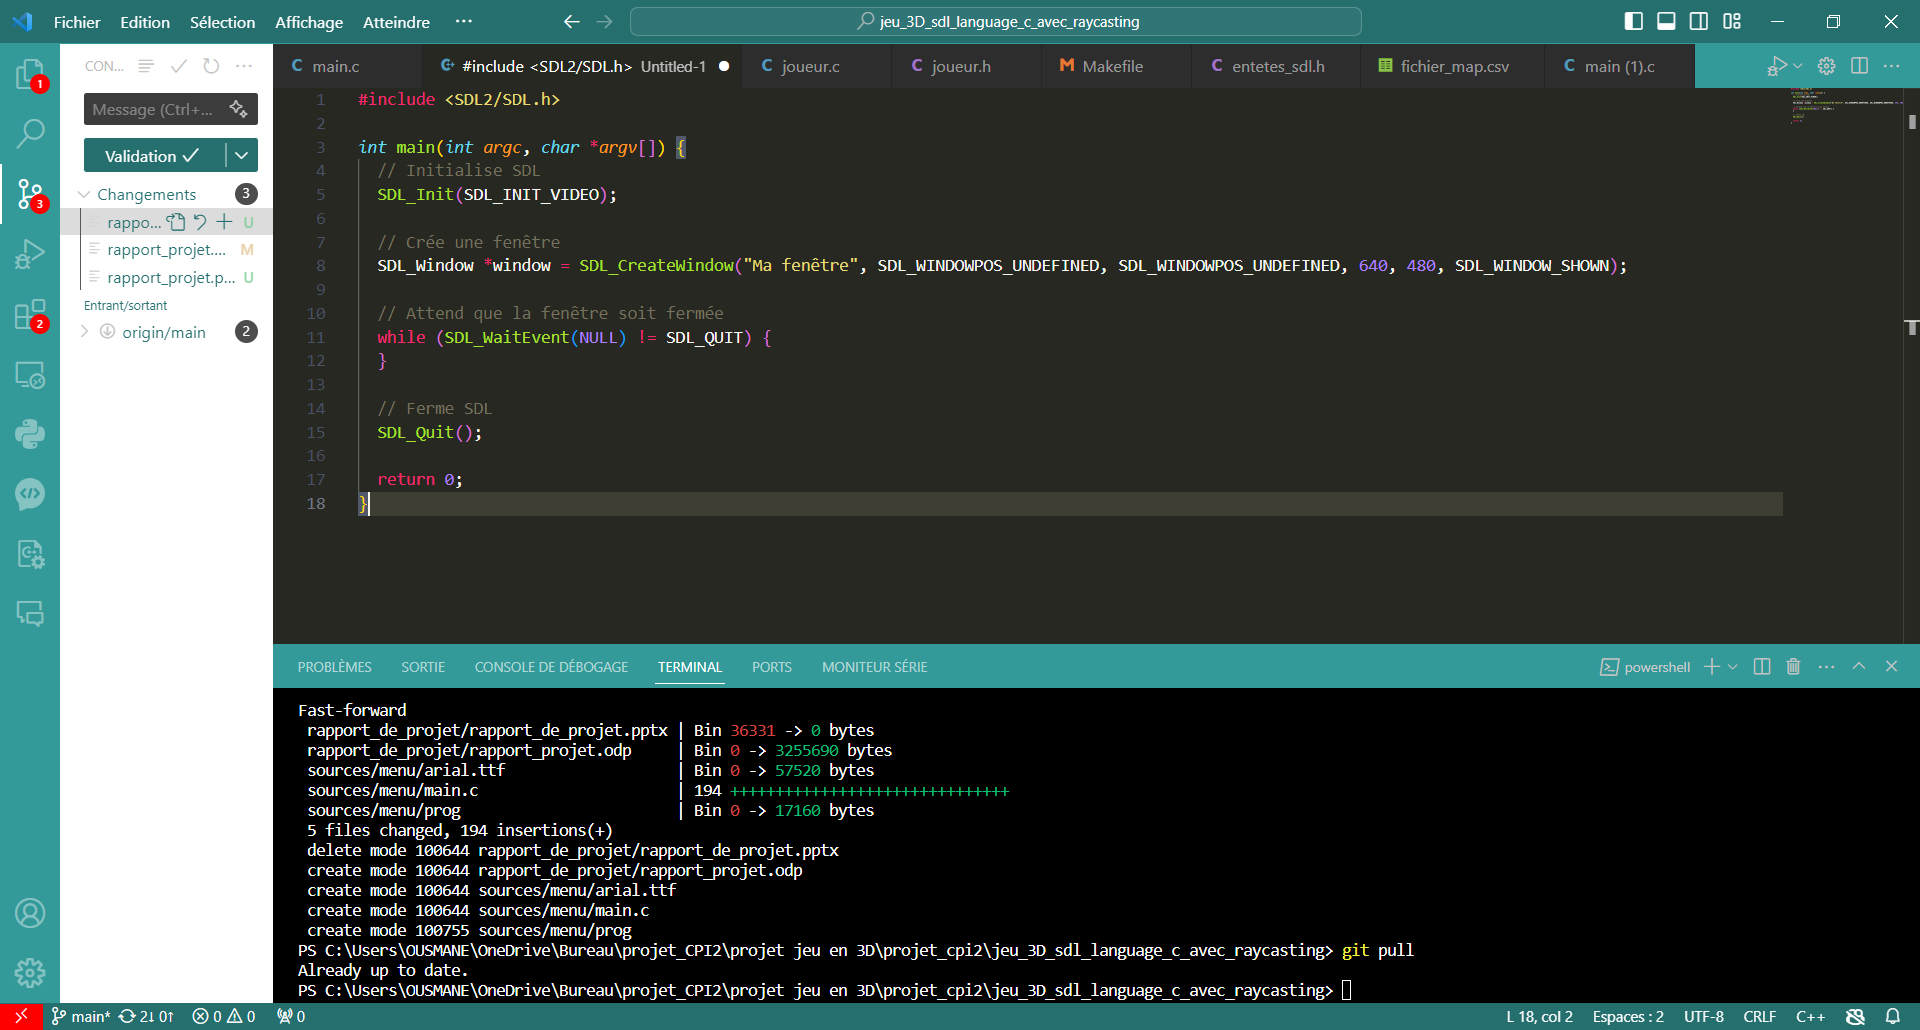 Fichier Edition Sélection Affichage Atteindre ··· jeu_3D_sdl_language_c_avec_raycasting
CON...
Message (Ctrl+...
Validation
Changements 3
rappo... U
rapport_projet.... M
rapport_projet.p... U
Entrant/sortant
origin/main 2
1
3
2
main.c #include <SDL2/SDL.h> Untitled-1 joueur.c joueur.h Makefile entetes_sdl.h fichier_map.csv main (1).c
1 #include <SDL2/SDL.h>
2
3 int main(int argc, char *argv[]) {
4 // Initialise SDL
5 SDL_Init(SDL_INIT_VIDEO);
6
7 // Crée une fenêtre
8 SDL_Window *window = SDL_CreateWindow("Ma fenêtre", SDL_WINDOWPOS_UNDEFINED, SDL_WINDOWPOS_UNDEFINED, 640, 480, SDL_WINDOW_SHOWN);
9
10 // Attend que la fenêtre soit fermée
11 while (SDL_WaitEvent(NULL) != SDL_QUIT) {
12 }
13
14 // Ferme SDL
15 SDL_Quit();
16
17 return 0;
18 }
PROBLÈMES SORTIE CONSOLE DE DÉBOGAGE TERMINAL PORTS MONITEUR SÉRIE powershell
Fast-forward
rapport_de_projet/rapport_de_projet.pptx | Bin 36331 -> 0 bytes
rapport_de_projet/rapport_projet.odp | Bin 0 -> 3255690 bytes
sources/menu/arial.ttf | Bin 0 -> 57520 bytes
sources/menu/main.c | 194 +++++++++++++++++++++++++++++++
sources/menu/prog | Bin 0 -> 17160 bytes
5 files changed, 194 insertions(+)
delete mode 100644 rapport_de_projet/rapport_de_projet.pptx
create mode 100644 rapport_de_projet/rapport_projet.odp
create mode 100644 sources/menu/arial.ttf
create mode 100644 sources/menu/main.c
create mode 100755 sources/menu/prog
PS C:\Users\OUSMANE\OneDrive\Bureau\projet_CPI2\projet jeu en 3D\projet_cpi2\jeu_3D_sdl_language_c_avec_raycasting> git pull
Already up to date.
PS C:\Users\OUSMANE\OneDrive\Bureau\projet_CPI2\projet jeu en 3D\projet_cpi2\jeu_3D_sdl_language_c_avec_raycasting>
main* 2↓ 0↑ 0 0 0 L 18, col 2 Espaces : 2 UTF-8 CRLF C++